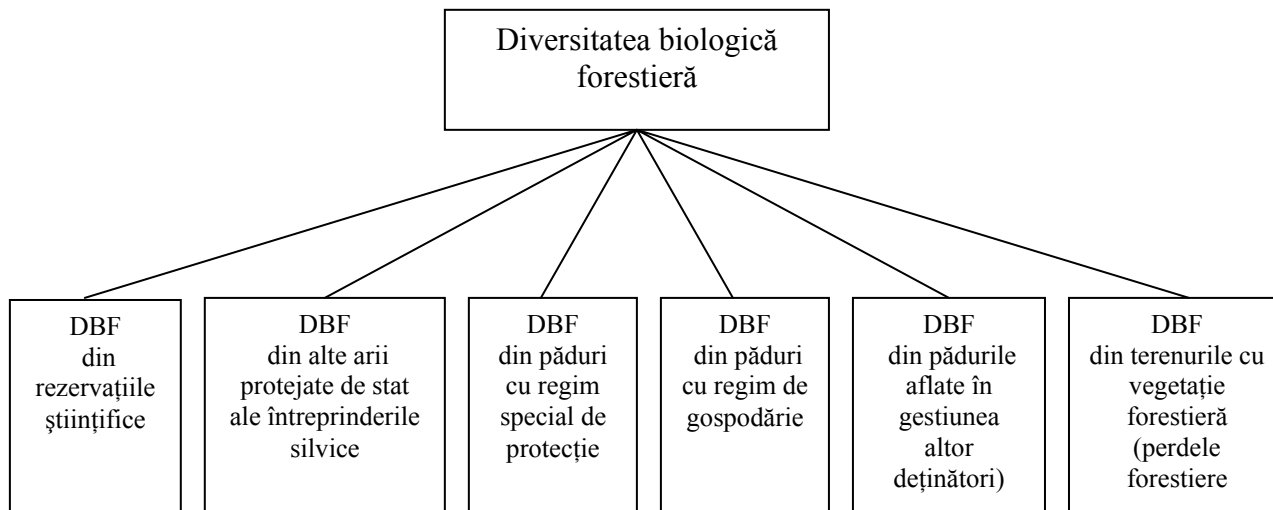 Diversitatea biologică
forestieră
DBF
din
rezervațiile
ştiințifice
DBF
din alte arii
protejate de stat
ale întreprinderile
silvice
DBF
din păduri
cu regim
special de
protecție
DBF
din păduri
cu regim de
gospodărie
DBF
din pădurile
aflate în
gestiunea
altor
deținători)
DBF
din terenurile cu
vegetație
forestieră
(perdele
forestiere